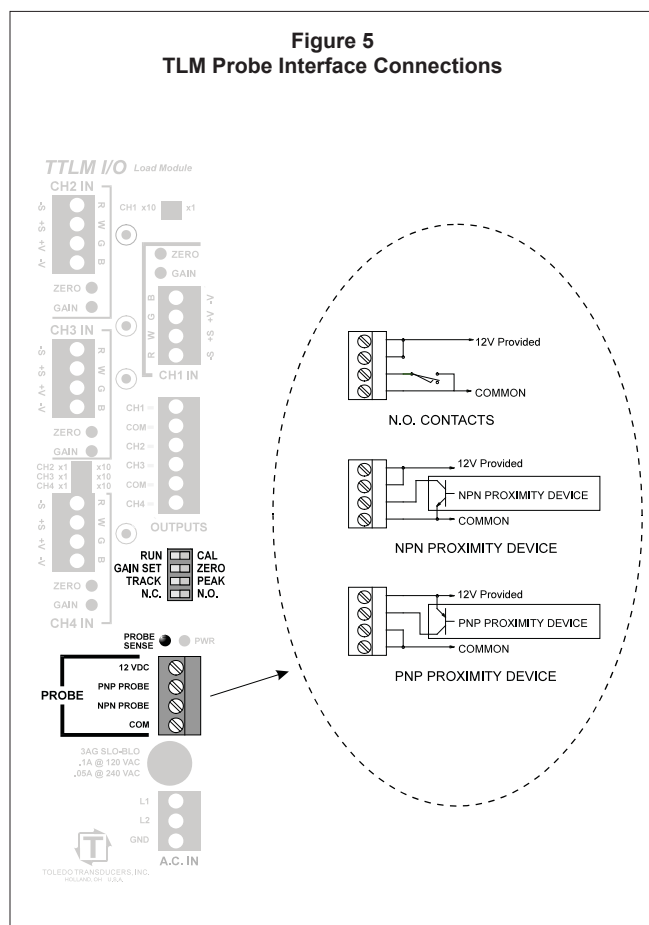 Figure 5
TLM Probe Interface Connections
TTLM I/O Load Module
CH2 IN
-S R
+S W
+V G
-V B
ZERO
GAIN
CH1 x10 x1
ZERO
GAIN
B -V
G +V
W +S
R -S
CH1 IN
CH3 IN
-S R
+S W
+V G
-V B
ZERO
GAIN
CH2 x1 x10
CH3 x1 x10
CH4 x1 x10
-S R
+S W
+V G
-V B
ZERO
GAIN
CH4 IN
CH1
COM
CH2
CH3
COM
CH4
OUTPUTS
RUN CAL
GAIN SET ZERO
TRACK PEAK
N.C. N.O.
PROBE
SENSE
PWR
PROBE
12 VDC
PNP PROBE
NPN PROBE
COM
3AG SLO-BLO
.1A @ 120 VAC
.05A @ 240 VAC
L1
L2
GND
A.C. IN
T
TOLEDO TRANSDUCERS, INC.
HOLLAND, OH U.S.A.
12V Provided
COMMON
N.O. CONTACTS
12V Provided
NPN PROXIMITY DEVICE
COMMON
NPN PROXIMITY DEVICE
12V Provided
PNP PROXIMITY DEVICE
COMMON
PNP PROXIMITY DEVICE